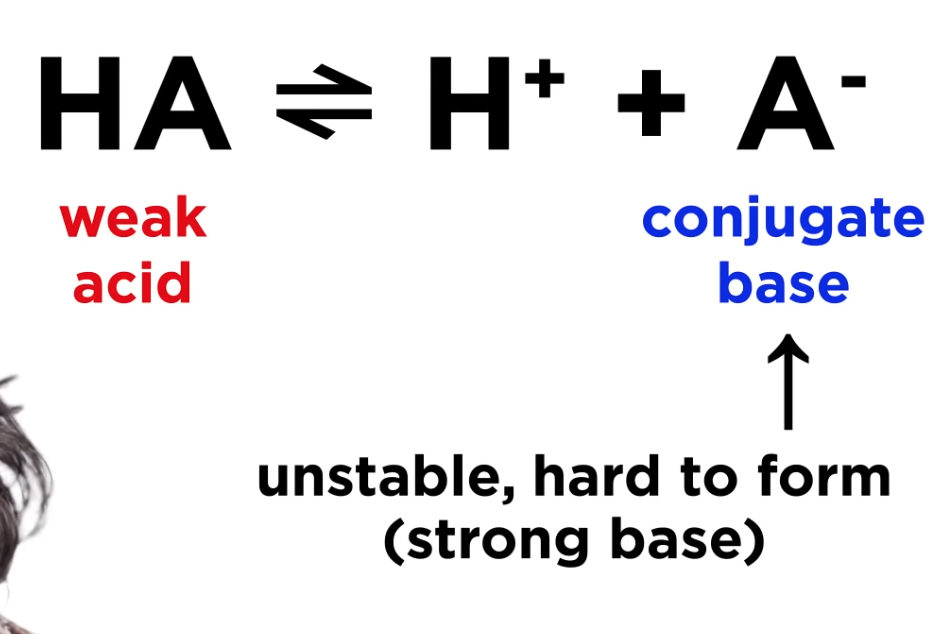 HA ⇌ H⁺ + A⁻
weak conjugate
acid base
↑
unstable, hard to form
(strong base)